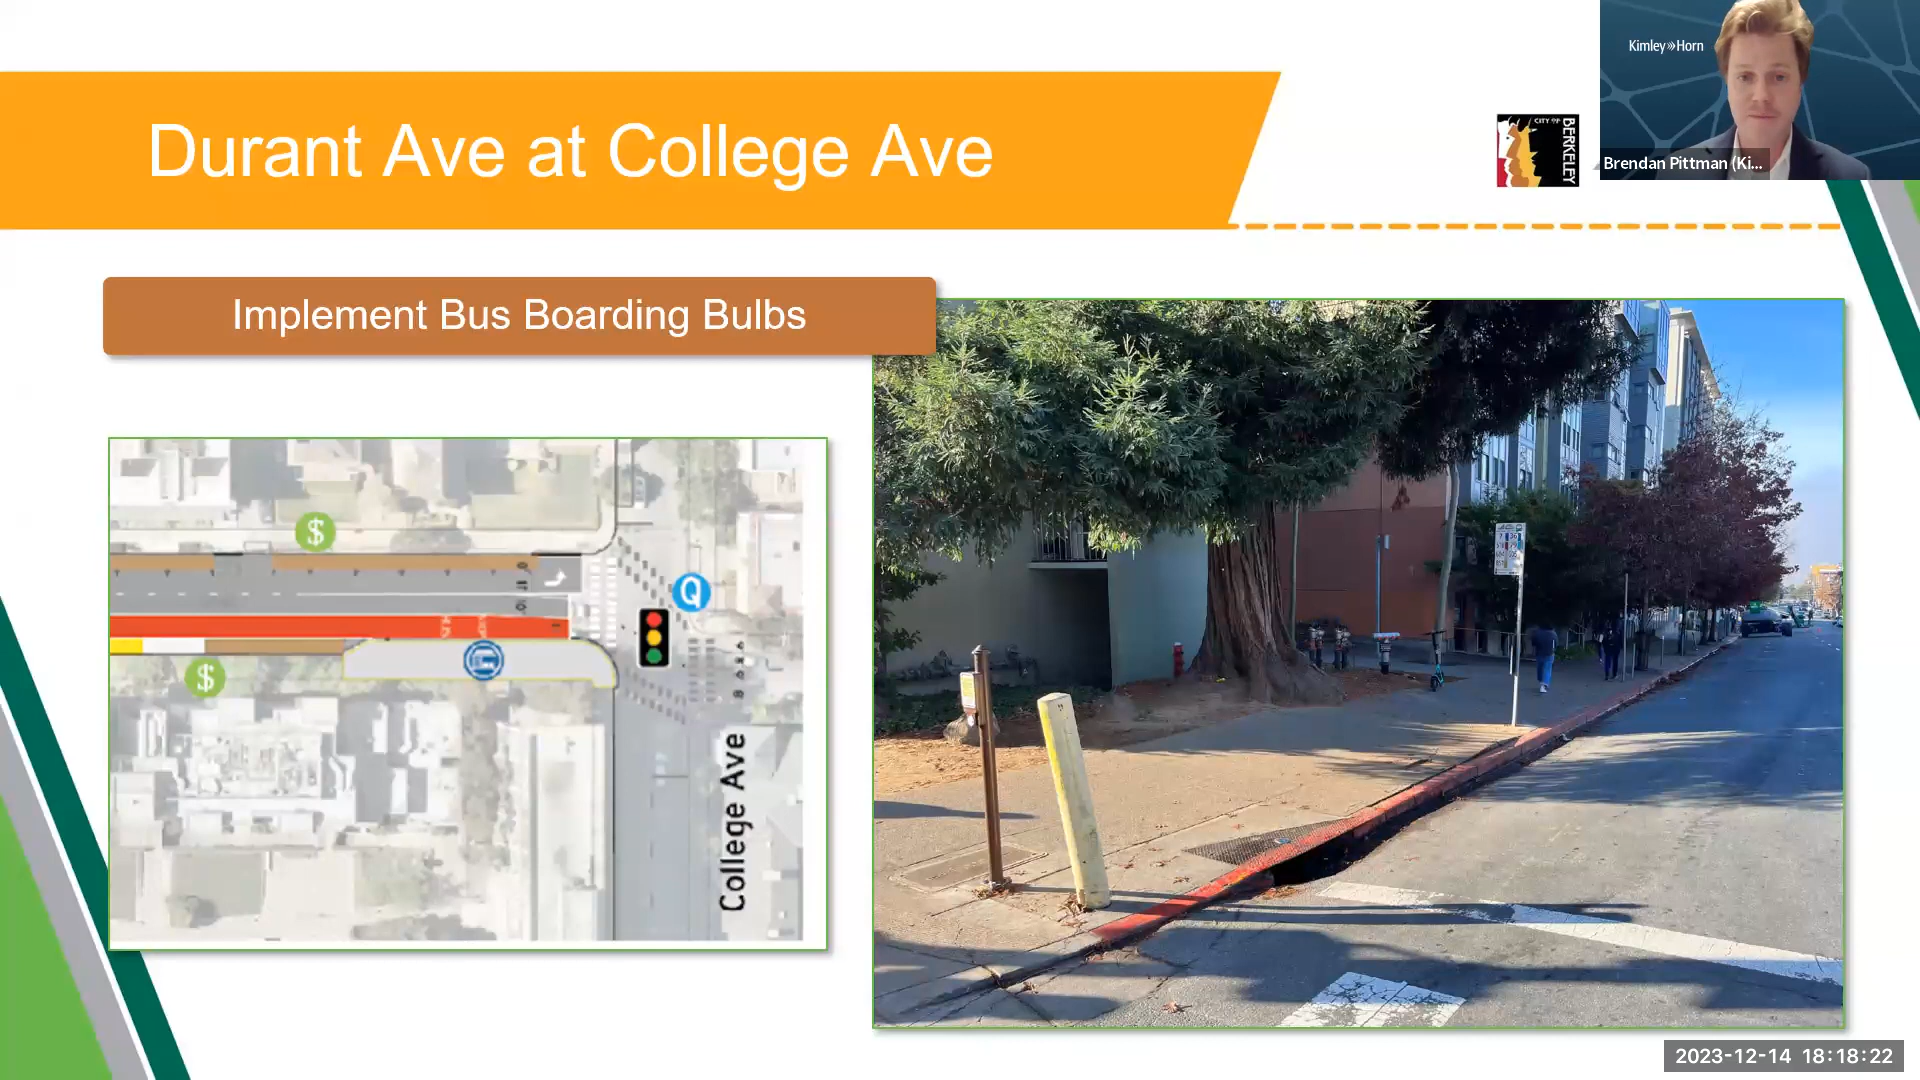 Kimley»Horn
CITY OF
BERKELEY
Brendan Pittman (Ki...
Durant Ave at College Ave
Implement Bus Boarding Bulbs
$
Q
$
College Ave
2023-12-14 18:18:22